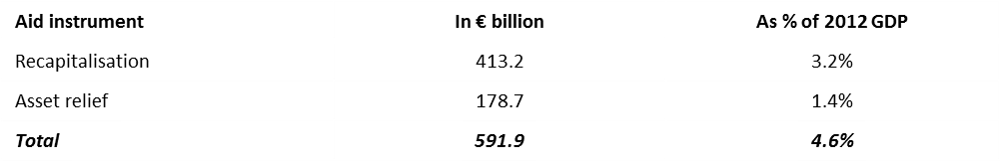 Aid instrument In € billion As % of 2012 GDP
Recapitalisation 413.2 3.2%
Asset relief 178.7 1.4%
Total 591.9 4.6%